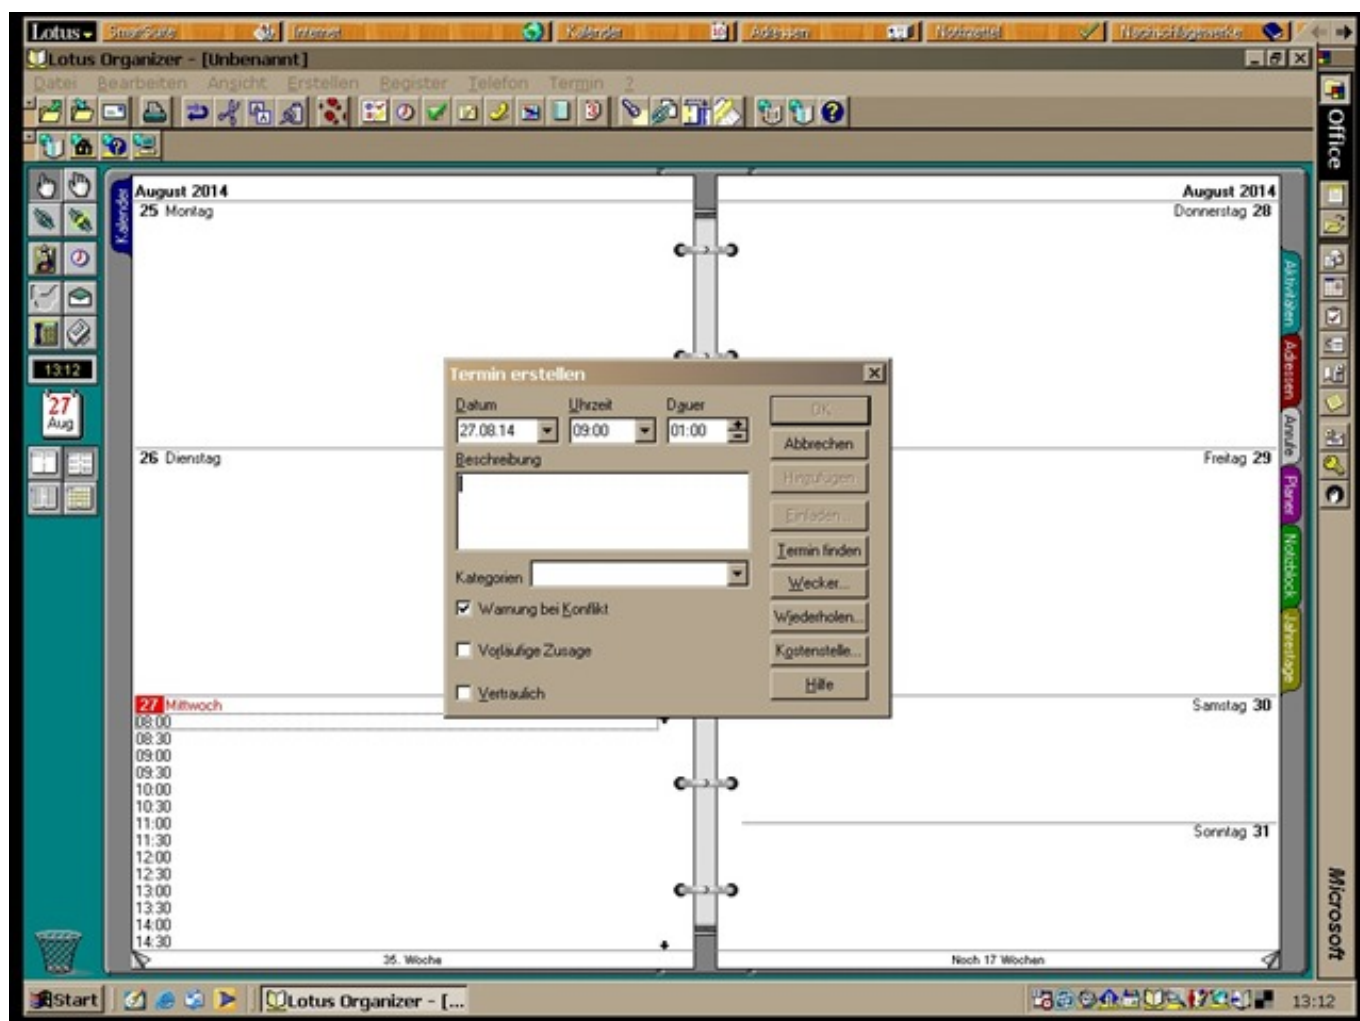 Lotus SmartSuite Internet Kalender Adressen Notizzettel Nachschlagewerke
Lotus Organizer - [Unbenannt]
Datei Bearbeiten Ansicht Erstellen Register Telefon Termin ?
Office
Kalender
August 2014
25 Montag
August 2014
Donnerstag 28
Aktivitäten
Adressen
Anrufe
Planer
Notizblock
Jahrestage
13:12
27
Aug
Termin erstellen
Datum Uhrzeit Dauer OK
27.08.14 09:00 01:00
Abbrechen
Beschreibung
Hinzufügen
Einladen...
Termin finden
Kategorien
Wecker...
Warnung bei Konflikt
Wiederholen...
Vorläufige Zusage
Kostenstelle...
Vertraulich
Hilfe
26 Dienstag
Freitag 29
27 Mittwoch
Samstag 30
08:00
08:30
09:00
09:30
10:00
10:30
11:00
11:30
12:00
12:30
13:00
13:30
14:00
14:30
Sonntag 31
35. Woche
Noch 17 Wochen
Microsoft
Start
Lotus Organizer - [...
13:12